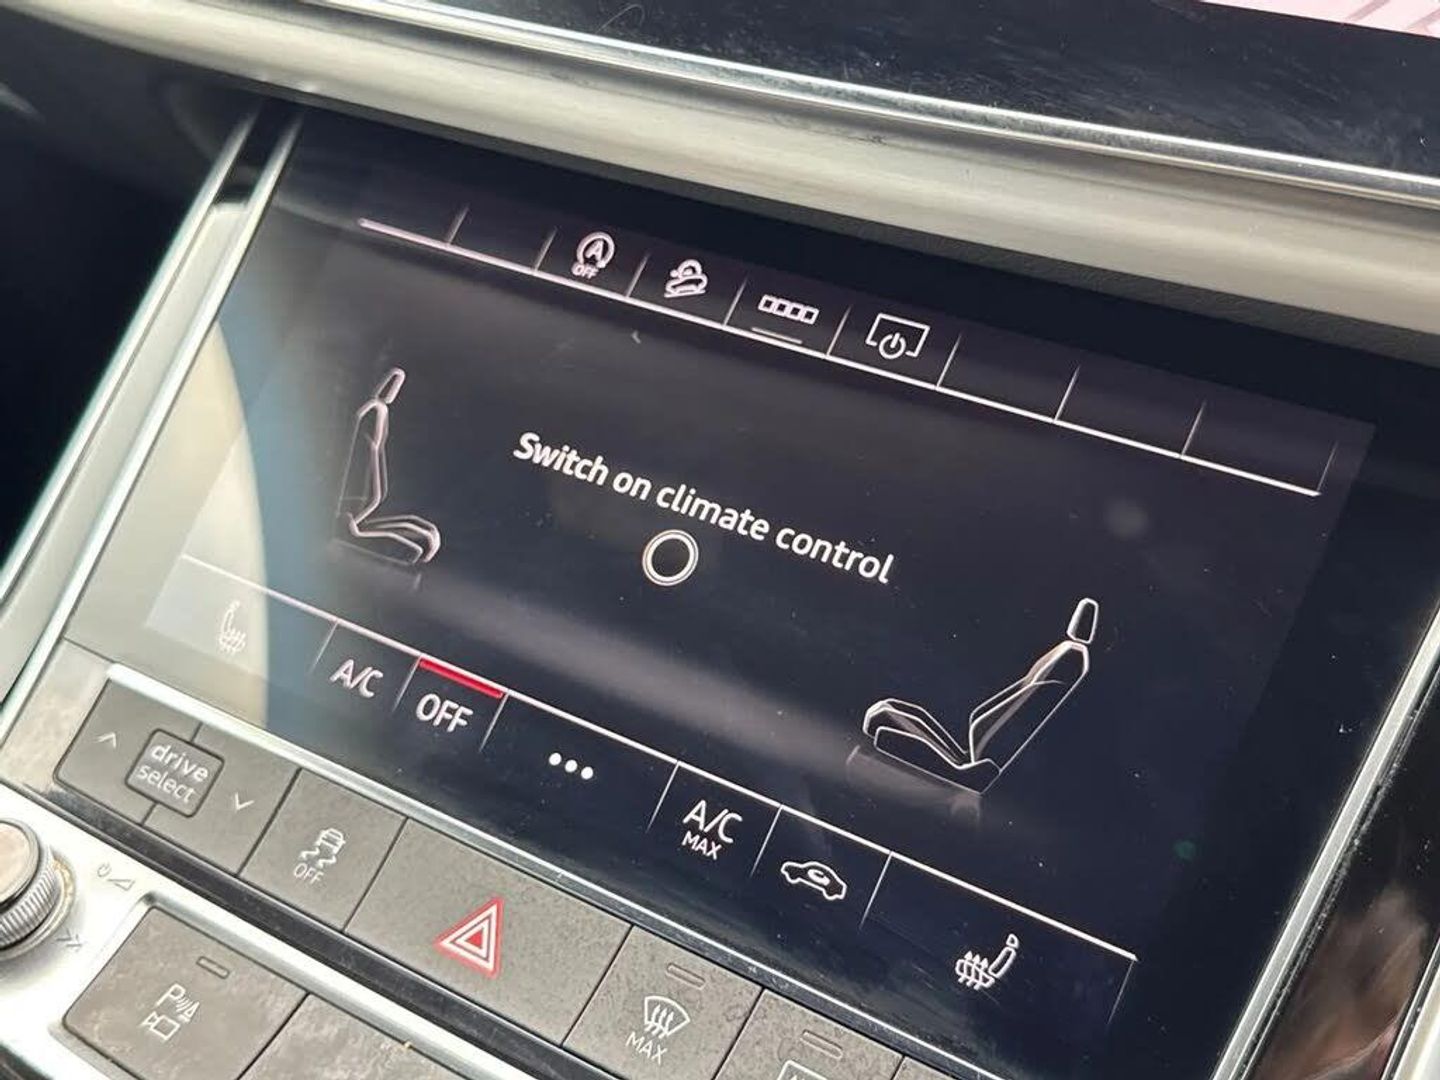 A
OFF
Switch on climate control
A/C
OFF
A/C
MAX
drive
select
OFF
P
MAX